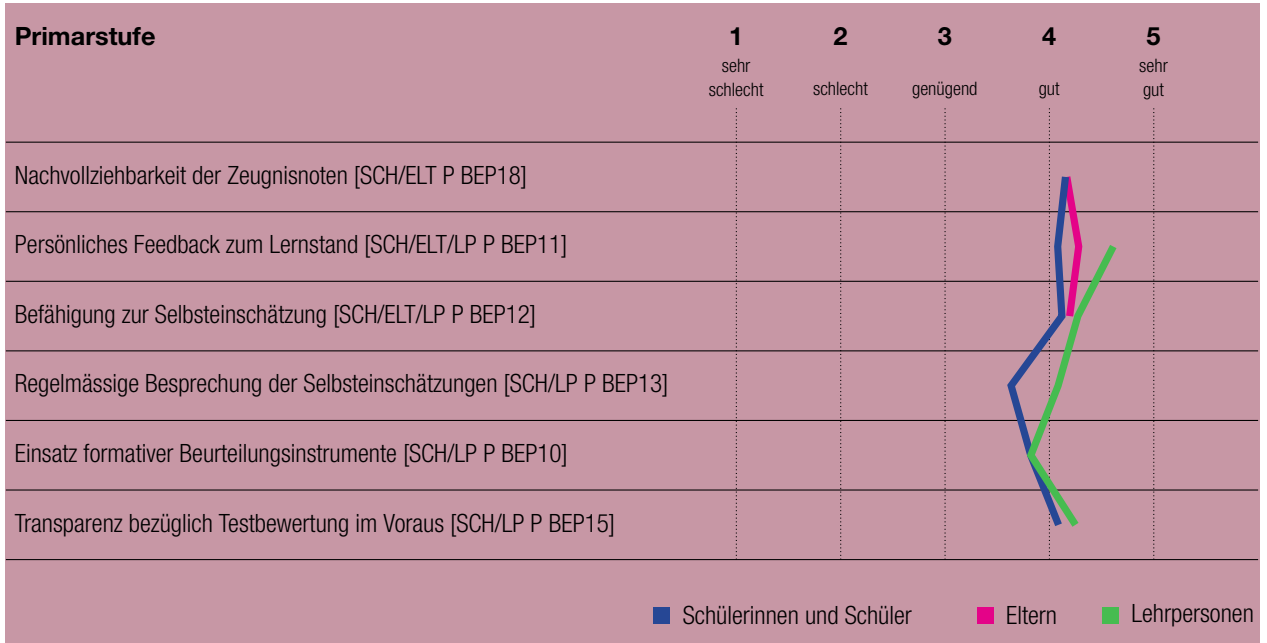 Primarstufe 1 2 3 4 5
sehr schlecht schlecht genügend gut sehr gut
Nachvollziehbarkeit der Zeugnisnoten [SCH/ELT P BEP18]
Persönliches Feedback zum Lernstand [SCH/ELT/LP P BEP11]
Befähigung zur Selbsteinschätzung [SCH/ELT/LP P BEP12]
Regelmässige Besprechung der Selbsteinschätzungen [SCH/LP P BEP13]
Einsatz formativer Beurteilungsinstrumente [SCH/LP P BEP10]
Transparenz bezüglich Testbewertung im Voraus [SCH/LP P BEP15]
Schülerinnen und Schüler Eltern Lehrpersonen